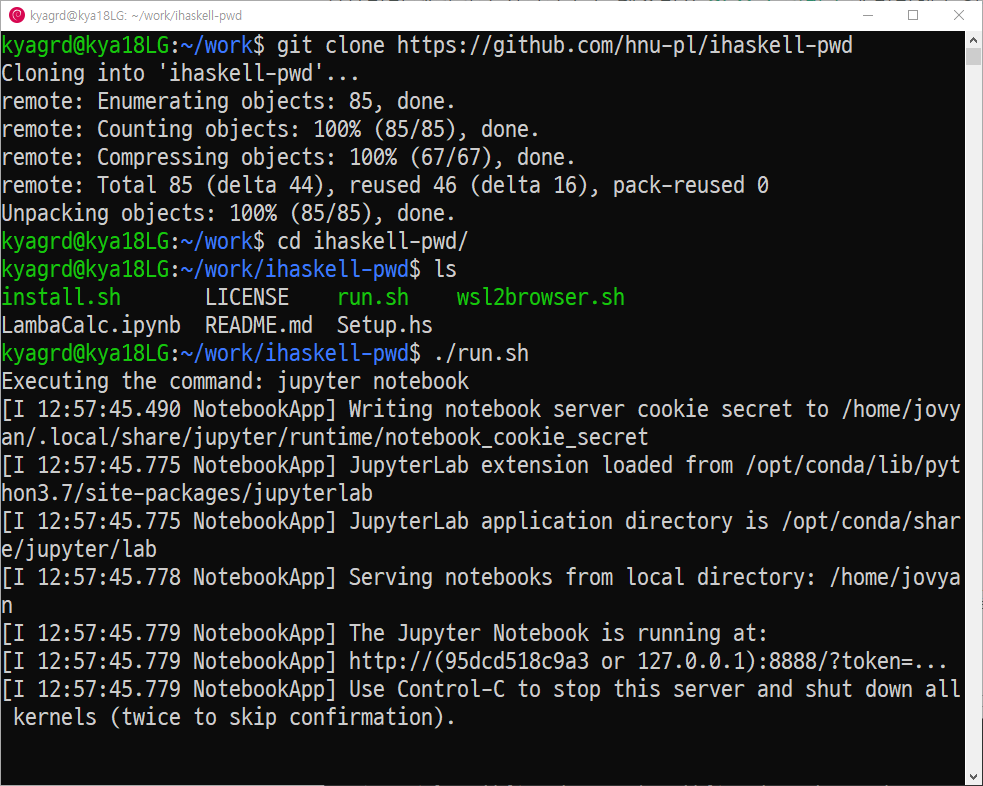 kyagrd@kya18LG: ~/work/ihaskell-pwd
kyagrd@kya18LG:~/work$ git clone https://github.com/hnu-pl/ihaskell-pwd
Cloning into 'ihaskell-pwd'...
remote: Enumerating objects: 85, done.
remote: Counting objects: 100% (85/85), done.
remote: Compressing objects: 100% (67/67), done.
remote: Total 85 (delta 44), reused 46 (delta 16), pack-reused 0
Unpacking objects: 100% (85/85), done.
kyagrd@kya18LG:~/work$ cd ihaskell-pwd/
kyagrd@kya18LG:~/work/ihaskell-pwd$ ls
install.sh       LICENSE    run.sh    wsl2browser.sh
LambaCalc.ipynb  README.md  Setup.hs
kyagrd@kya18LG:~/work/ihaskell-pwd$ ./run.sh
Executing the command: jupyter notebook
[I 12:57:45.490 NotebookApp] Writing notebook server cookie secret to /home/jovy
an/.local/share/jupyter/runtime/notebook_cookie_secret
[I 12:57:45.775 NotebookApp] JupyterLab extension loaded from /opt/conda/lib/pyt
hon3.7/site-packages/jupyterlab
[I 12:57:45.775 NotebookApp] JupyterLab application directory is /opt/conda/shar
e/jupyter/lab
[I 12:57:45.778 NotebookApp] Serving notebooks from local directory: /home/jovya
n
[I 12:57:45.779 NotebookApp] The Jupyter Notebook is running at:
[I 12:57:45.779 NotebookApp] http://(95dcd518c9a3 or 127.0.0.1):8888/?token=...
[I 12:57:45.779 NotebookApp] Use Control-C to stop this server and shut down all
 kernels (twice to skip confirmation).